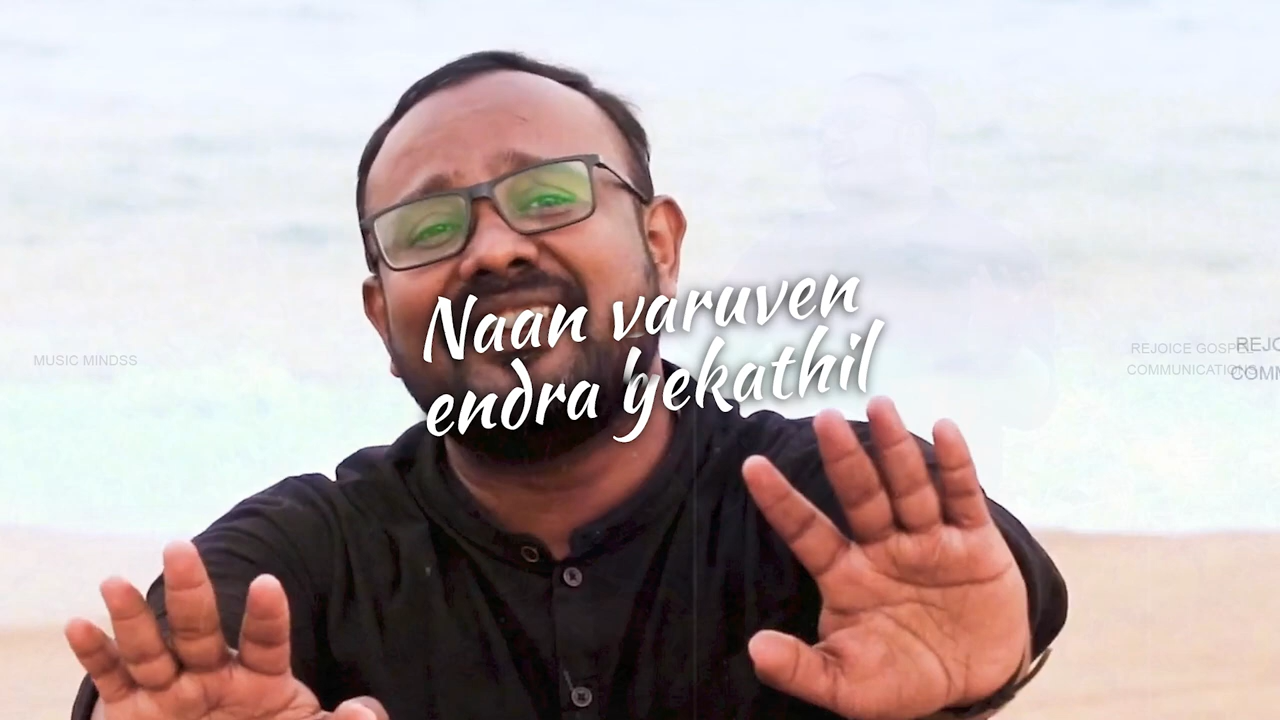 Naan varuven
endra yekathil
MUSIC MINDSS
REJOICE GOSPEL
COMMUNICATIONS